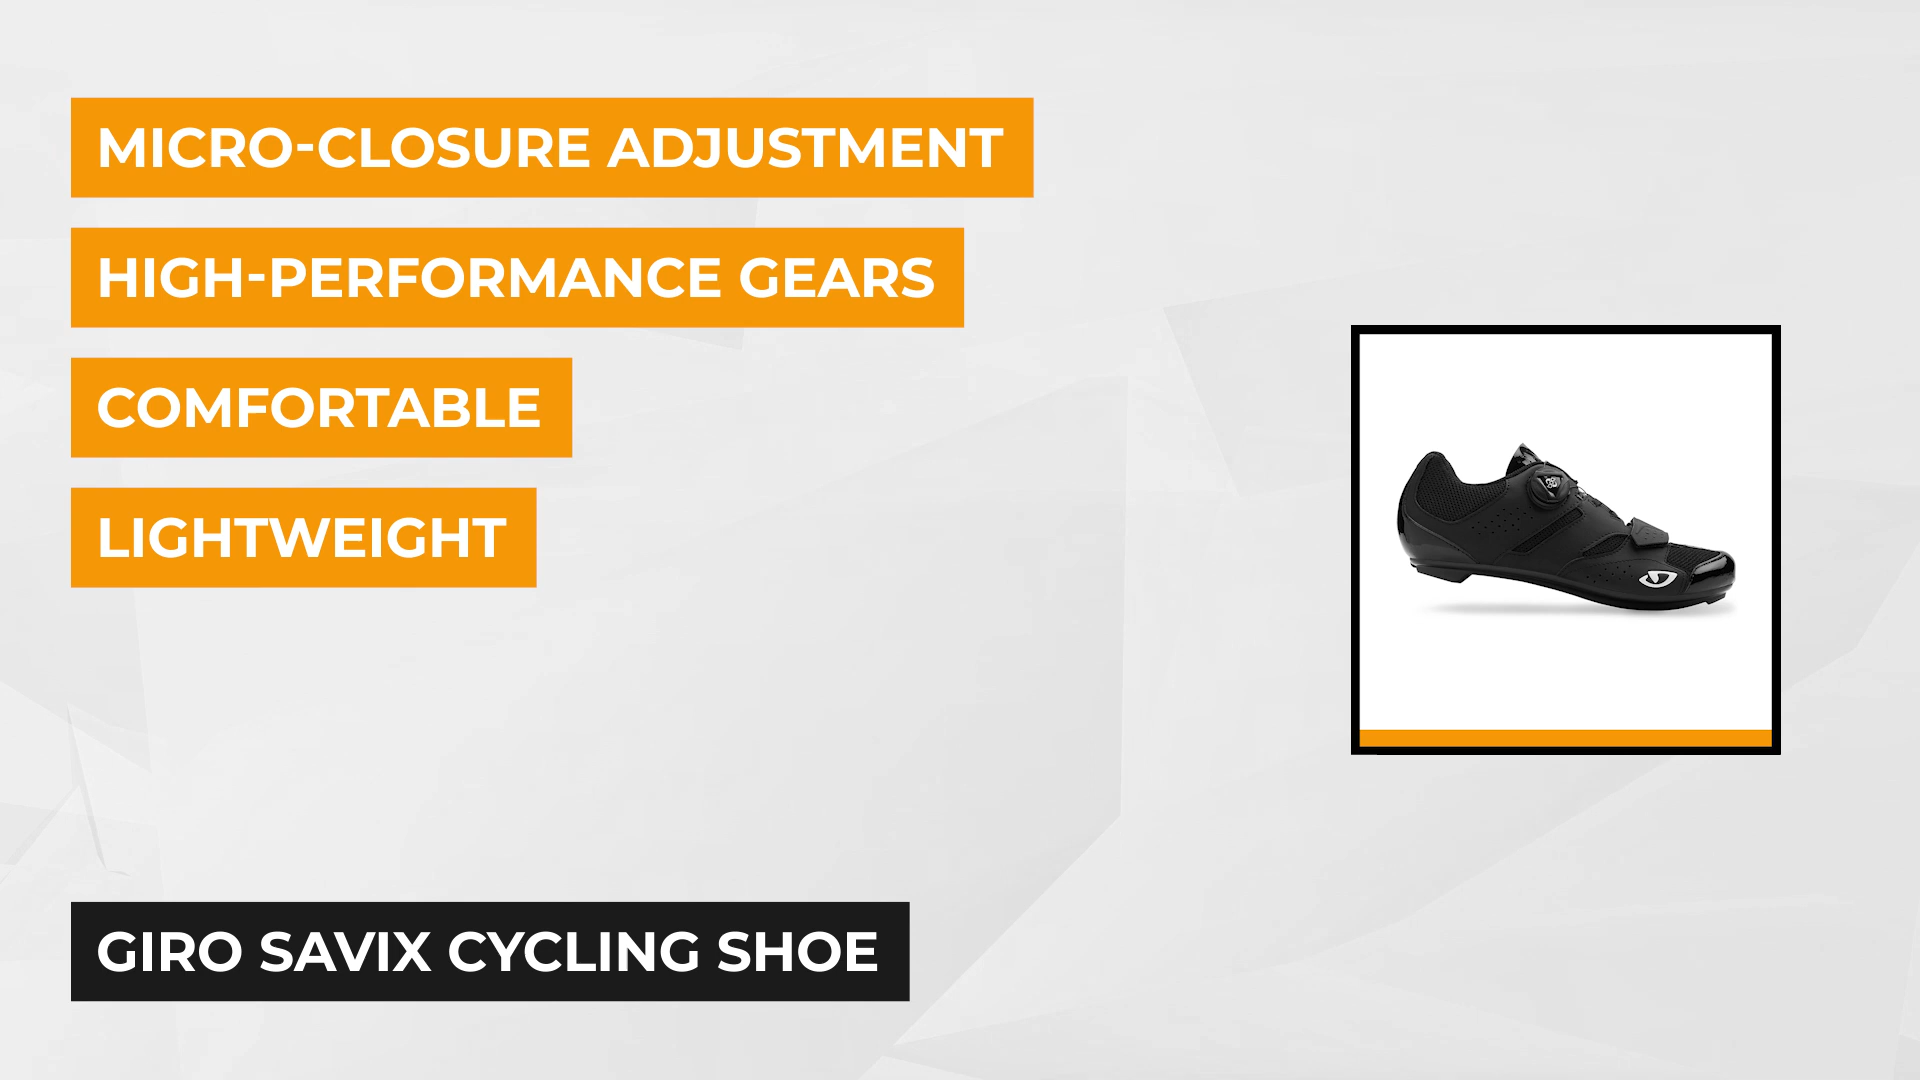 MICRO-CLOSURE ADJUSTMENT
HIGH-PERFORMANCE GEARS
COMFORTABLE
LIGHTWEIGHT
GIRO SAVIX CYCLING SHOE